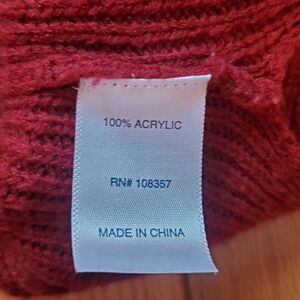 100% ACRYLIC
RN# 108357
MADE IN CHINA